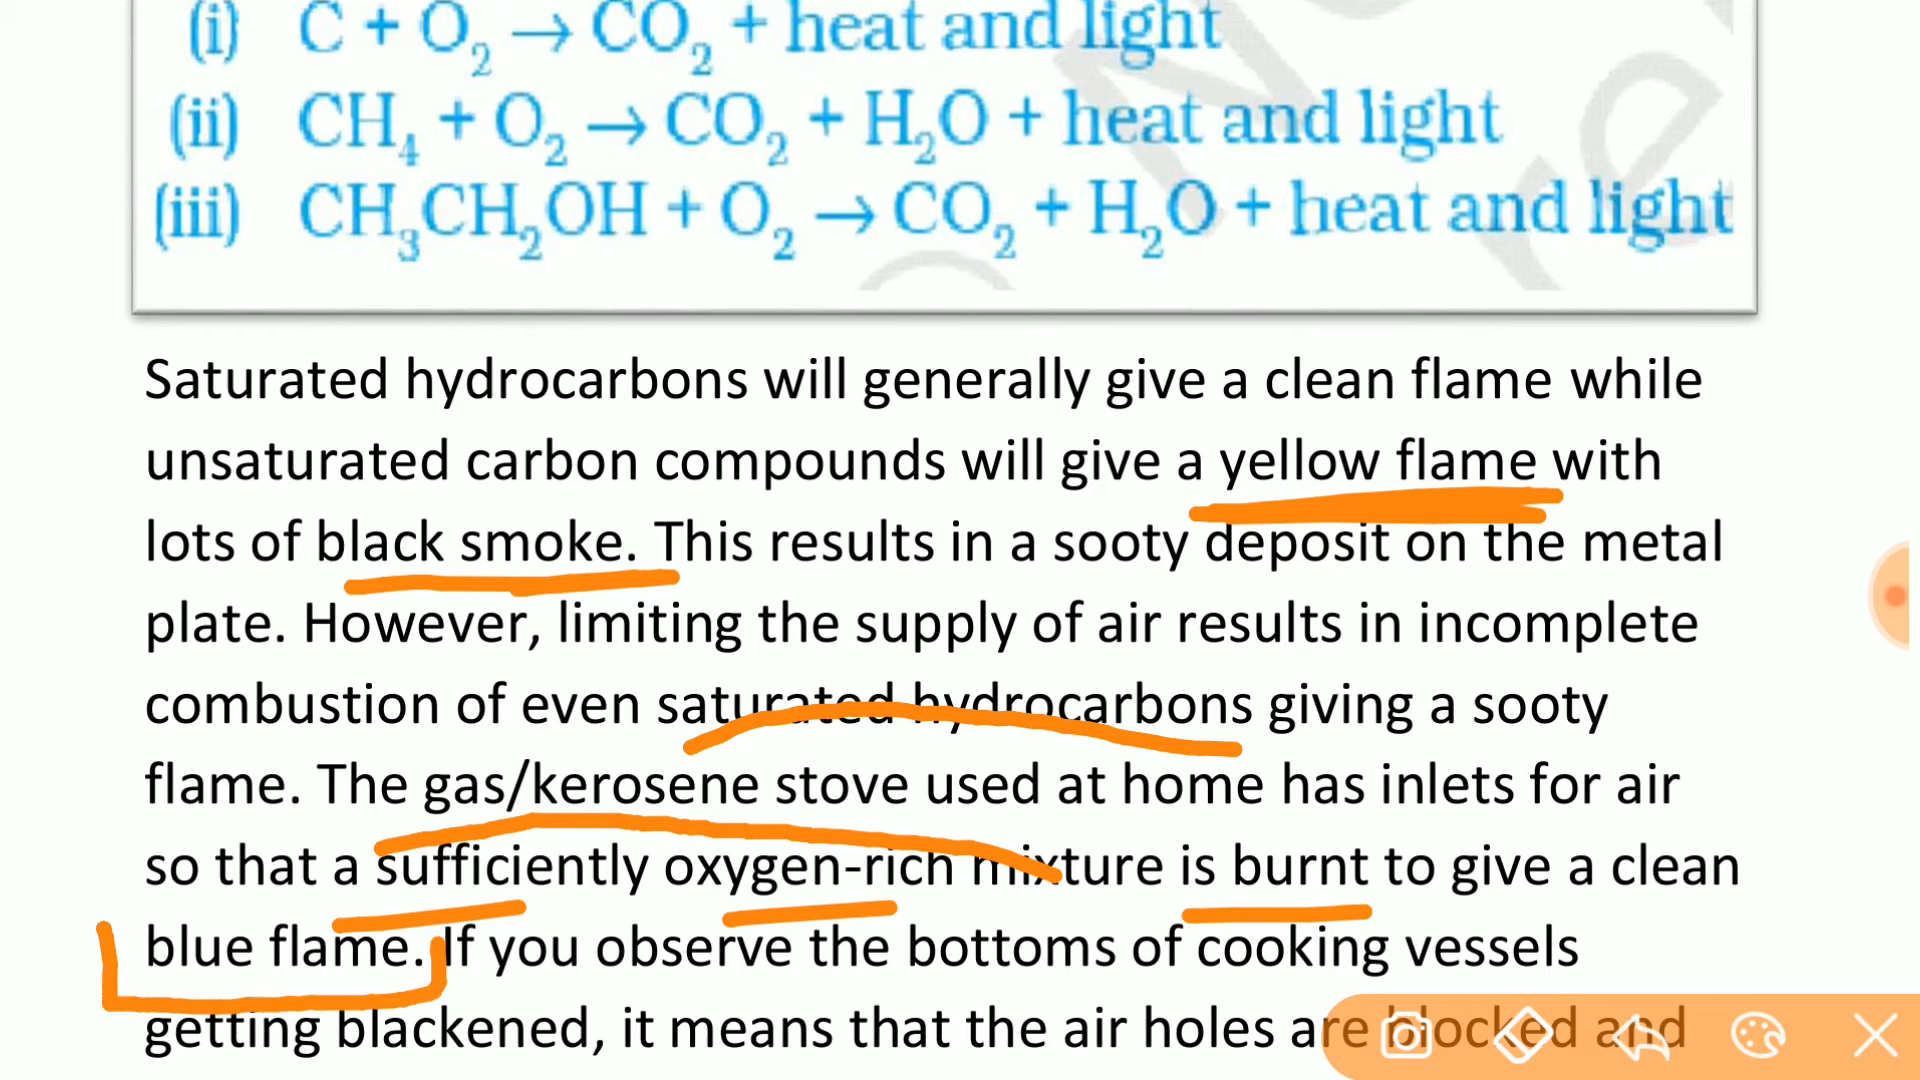 (i) C + O₂ → CO₂ + heat and light
(ii) CH₄ + O₂ → CO₂ + H₂O + heat and light
(iii) CH₃CH₂OH + O₂ → CO₂ + H₂O + heat and light
Saturated hydrocarbons will generally give a clean flame while
unsaturated carbon compounds will give a yellow flame with
lots of black smoke. This results in a sooty deposit on the metal
plate. However, limiting the supply of air results in incomplete
combustion of even saturated hydrocarbons giving a sooty
flame. The gas/kerosene stove used at home has inlets for air
so that a sufficiently oxygen-rich mixture is burnt to give a clean
blue flame. If you observe the bottoms of cooking vessels
getting blackened, it means that the air holes are blocked and